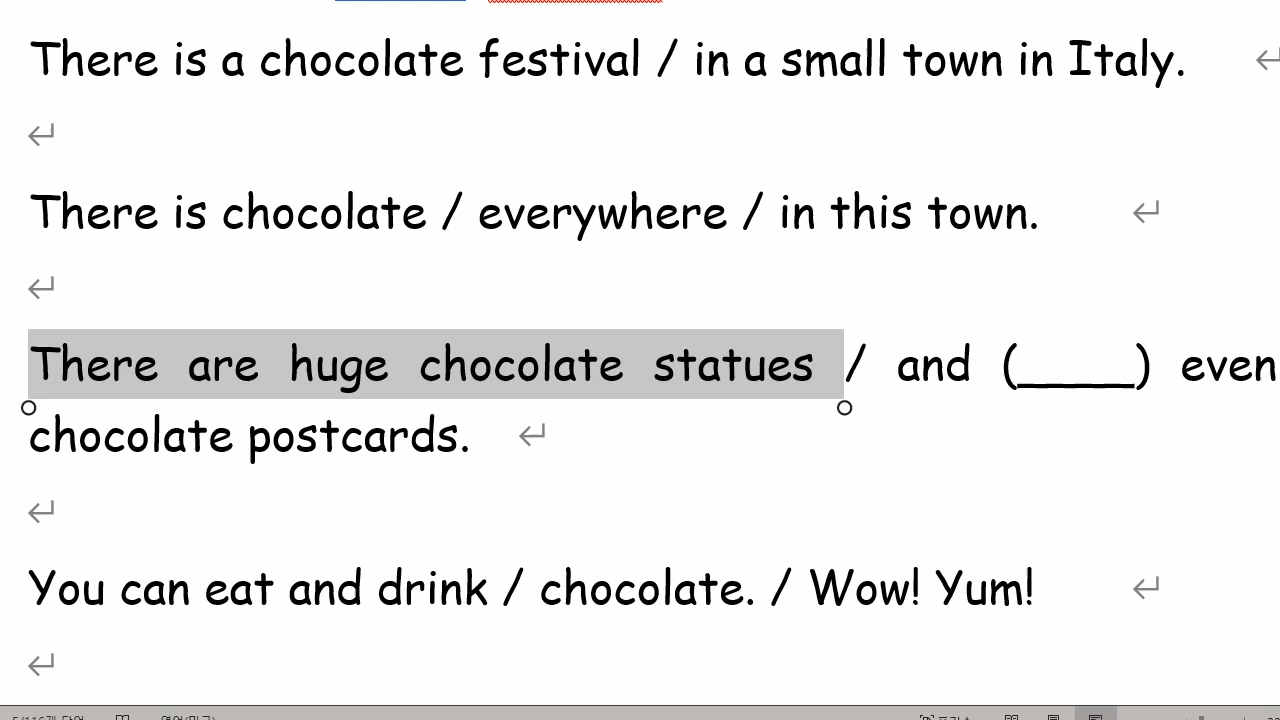 There is a chocolate festival / in a small town in Italy.
There is chocolate / everywhere / in this town.
There are huge chocolate statues / and (_____) even
chocolate postcards.
You can eat and drink / chocolate. / Wow! Yum!